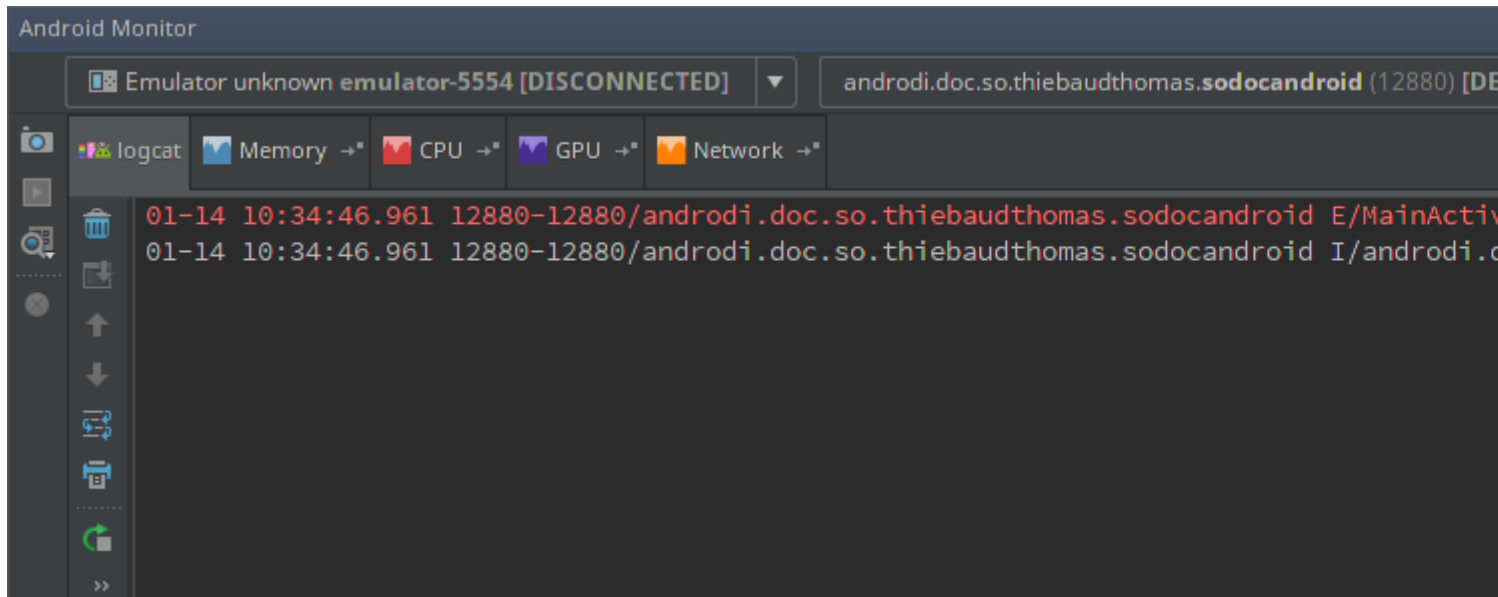 Android Monitor
Emulator unknown emulator-5554 [DISCONNECTED] androdi.doc.so.thiebaudthomas.sodocandroid (12880) [DE
logcat Memory CPU GPU Network
01-14 10:34:46.961 12880-12880/androdi.doc.so.thiebaudthomas.sodocandroid E/MainActiv
01-14 10:34:46.961 12880-12880/androdi.doc.so.thiebaudthomas.sodocandroid I/androdi.d